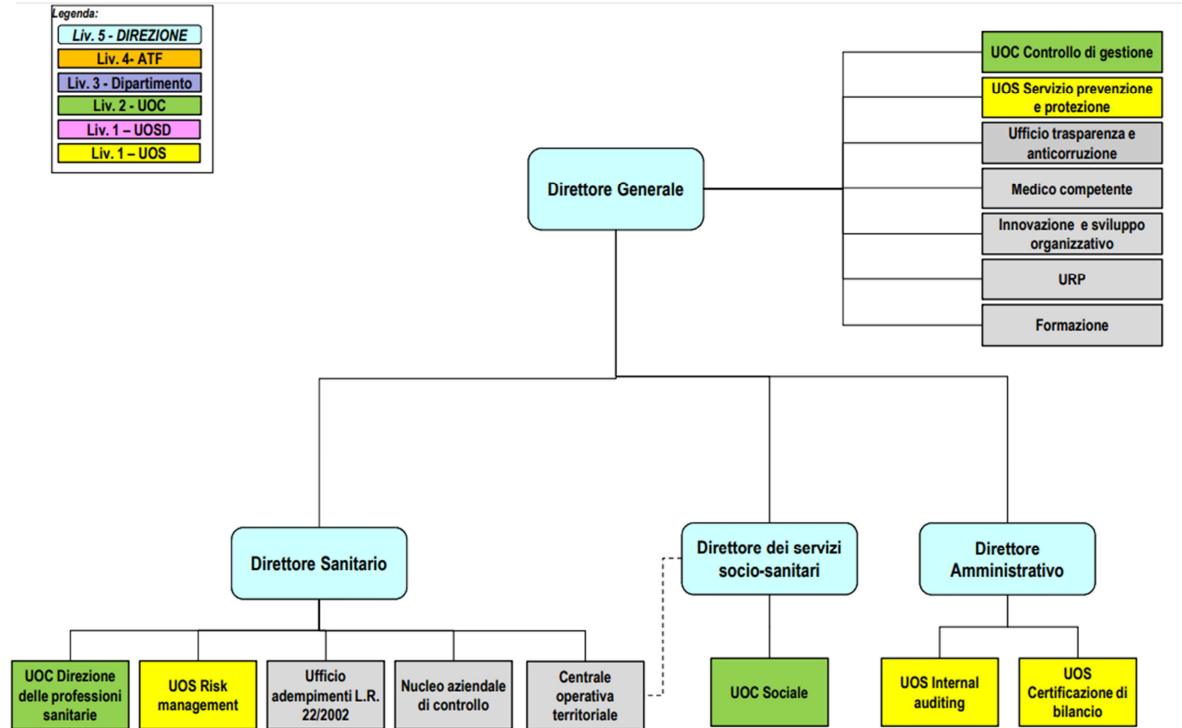 Legenda:
Liv. 5 - DIREZIONE
Liv. 4- ATF
Liv. 3 - Dipartimento
Liv. 2 - UOC
Liv. 1 – UOSD
Liv. 1 – UOS
UOC Controllo di gestione
UOS Servizio prevenzione
e protezione
Ufficio trasparenza e
anticorruzione
Medico competente
Innovazione e sviluppo
organizzativo
URP
Formazione
Direttore Generale
Direttore Sanitario
Direttore dei servizi
socio-sanitari
Direttore
Amministrativo
UOC Direzione
delle professioni
sanitarie
UOS Risk
management
Ufficio
adempimenti L.R.
22/2002
Nucleo aziendale
di controllo
Centrale
operativa
territoriale
UOC Sociale
UOS Internal
auditing
UOS
Certificazione di
bilancio